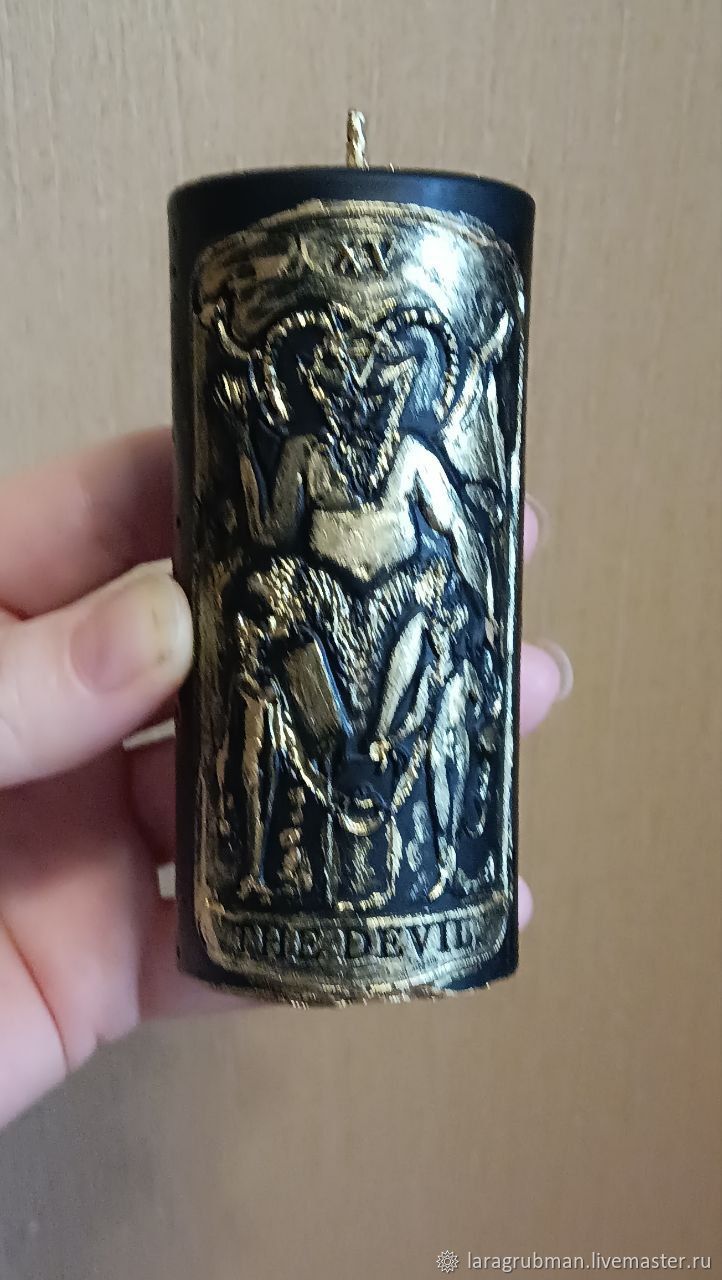 XV
THE DEVIL.
laragrubman.livemaster.ru